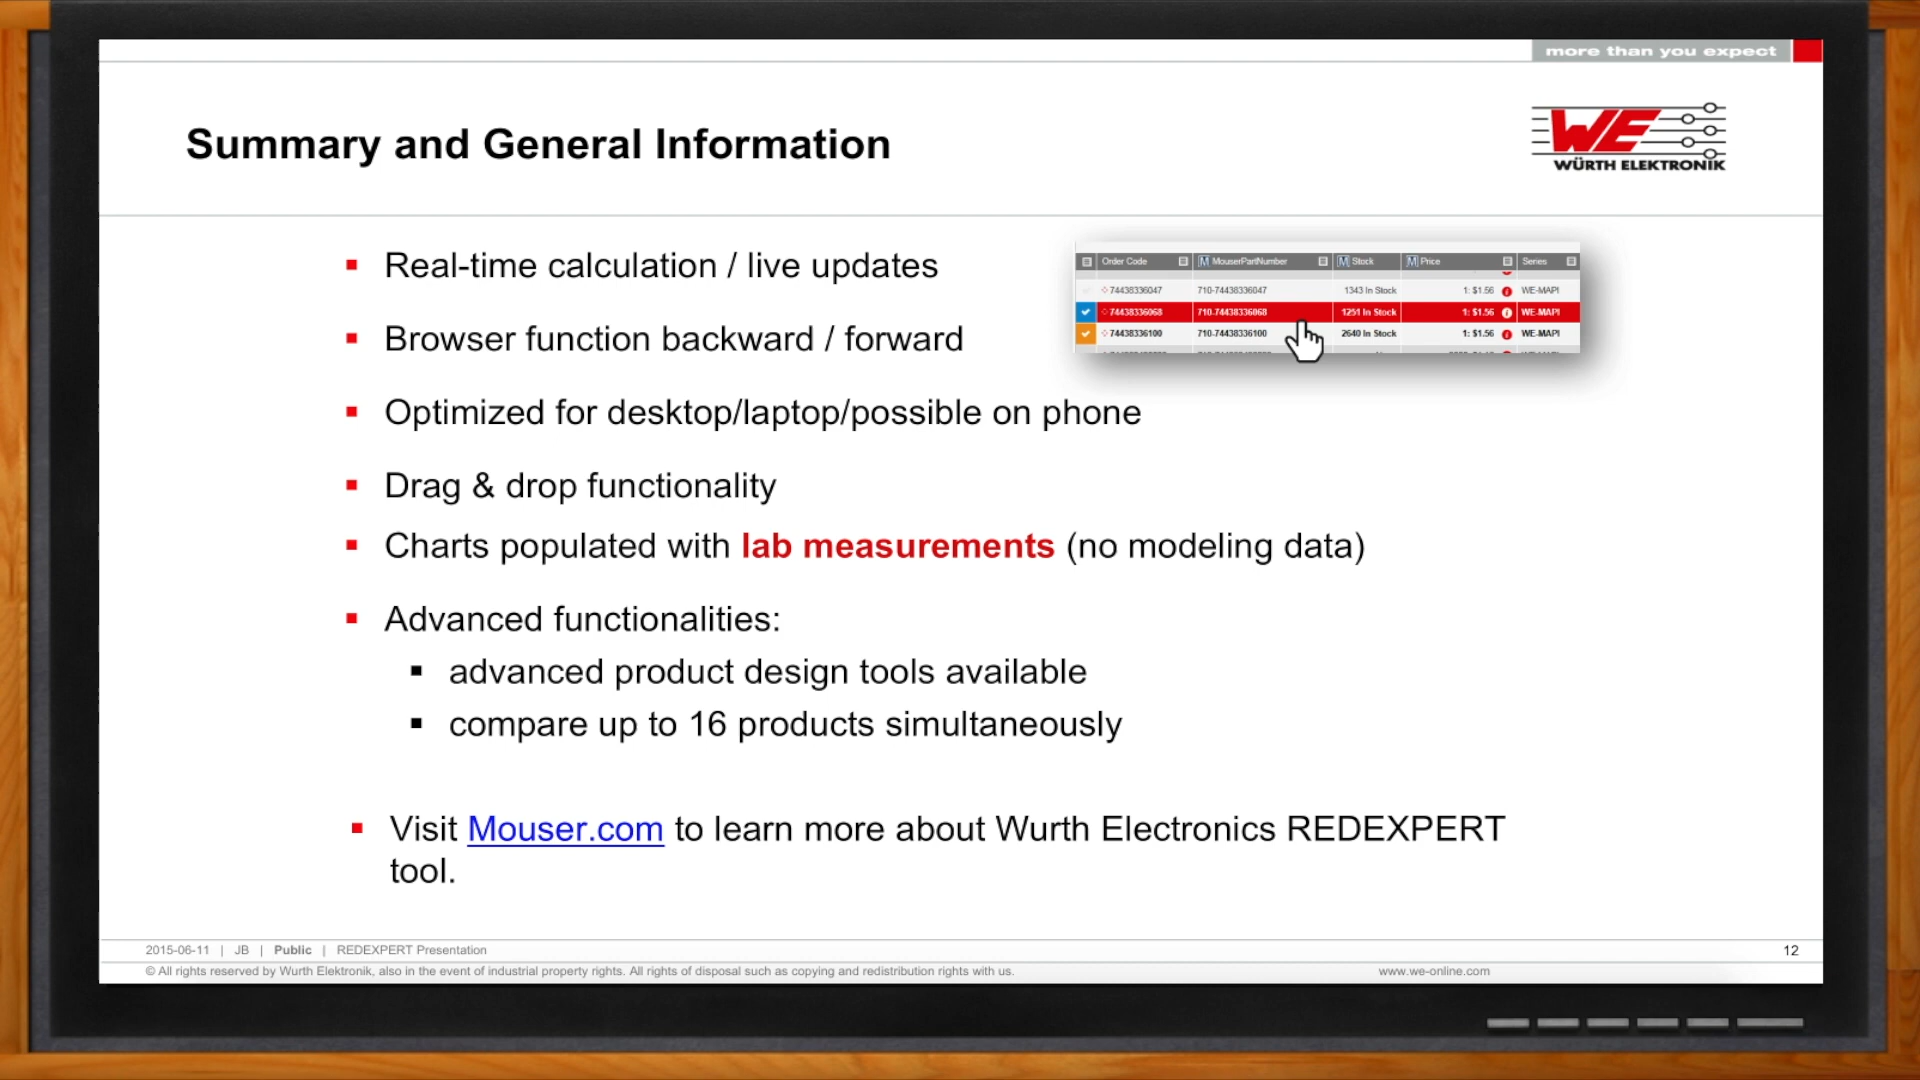 more than you expect
Summary and General Information
WE
WÜRTH ELEKTRONIK
Real-time calculation / live updates
Order Code M MouserPartNumber M Stock M Price Series
74438336047 710-74438336047 1343 In Stock 1: $1.56 WE-MAPI
74438336068 710-74438336068 1251 In Stock 1: $1.56 WE-MAPI
74438336100 710-74438336100 2640 In Stock 1: $1.56 WE-MAPI
Browser function backward / forward
Optimized for desktop/laptop/possible on phone
Drag & drop functionality
Charts populated with lab measurements (no modeling data)
Advanced functionalities:
advanced product design tools available
compare up to 16 products simultaneously
Visit Mouser.com to learn more about Wurth Electronics REDEXPERT
tool.
2015-06-11 | JB | Public | REDEXPERT Presentation 12
© All rights reserved by Wurth Elektronik, also in the event of industrial property rights. All rights of disposal such as copying and redistribution rights with us. www.we-online.com